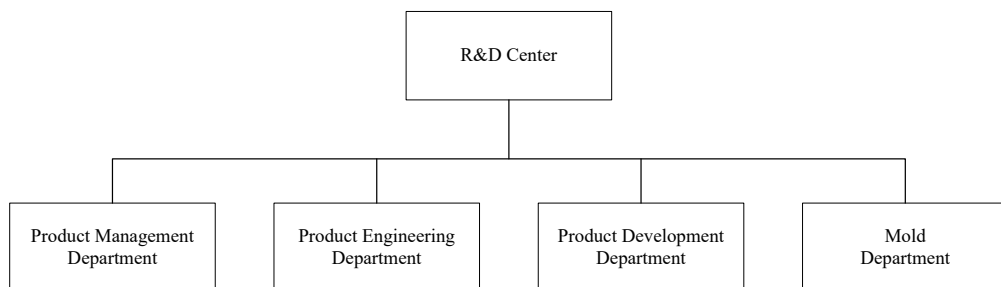 R&D Center
Product Management
Department
Product Engineering
Department
Product Development
Department
Mold
Department